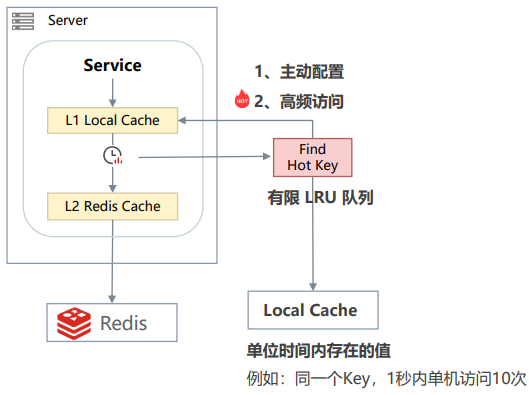 Server
Service
L1 Local Cache
L2 Redis Cache
Redis
1、主动配置
HOT
2、高频访问
Find
Hot Key
有限 LRU 队列
Local Cache
单位时间内存在的值
例如：同一个Key，1秒内单机访问10次